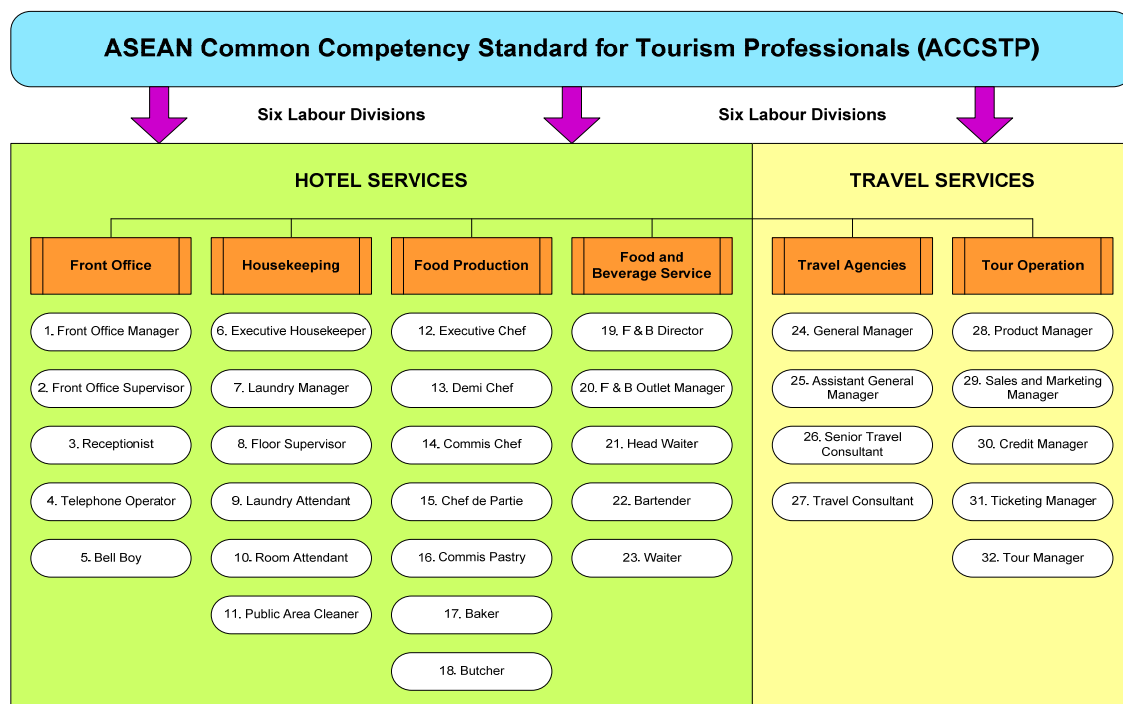 ASEAN Common Competency Standard for Tourism Professionals (ACCSTP)
Six Labour Divisions
Six Labour Divisions
HOTEL SERVICES
TRAVEL SERVICES
Front Office
Housekeeping
Food Production
Food and
Beverage Service
Travel Agencies
Tour Operation
1. Front Office Manager
2. Front Office Supervisor
3. Receptionist
4. Telephone Operator
5. Bell Boy
6. Executive Housekeeper
7. Laundry Manager
8. Floor Supervisor
9. Laundry Attendant
10. Room Attendant
11. Public Area Cleaner
12. Executive Chef
13. Demi Chef
14. Commis Chef
15. Chef de Partie
16. Commis Pastry
17. Baker
18. Butcher
19. F & B Director
20. F & B Outlet Manager
21. Head Waiter
22. Bartender
23. Waiter
24. General Manager
25. Assistant General
Manager
26. Senior Travel
Consultant
27. Travel Consultant
28. Product Manager
29. Sales and Marketing
Manager
30. Credit Manager
31. Ticketing Manager
32. Tour Manager